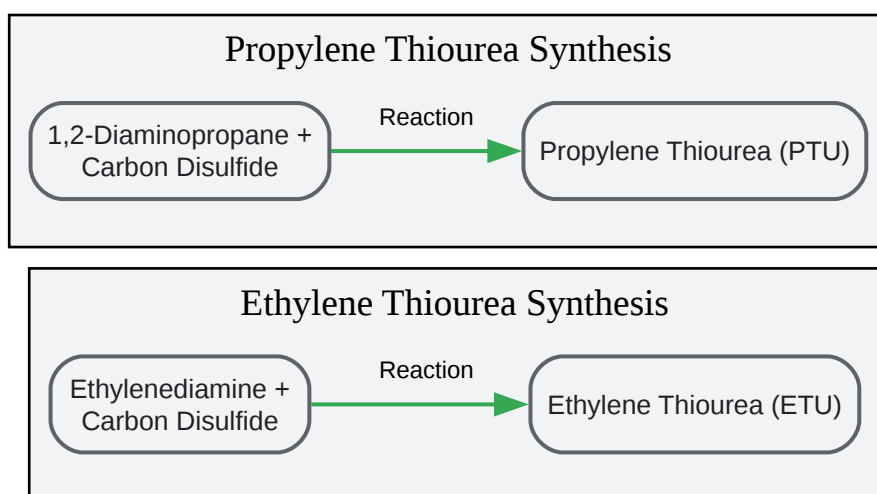 Propylene Thiourea Synthesis
1,2-Diaminopropane +
Carbon Disulfide
Reaction
Propylene Thiourea (PTU)
Ethylene Thiourea Synthesis
Ethylenediamine +
Carbon Disulfide
Reaction
Ethylene Thiourea (ETU)